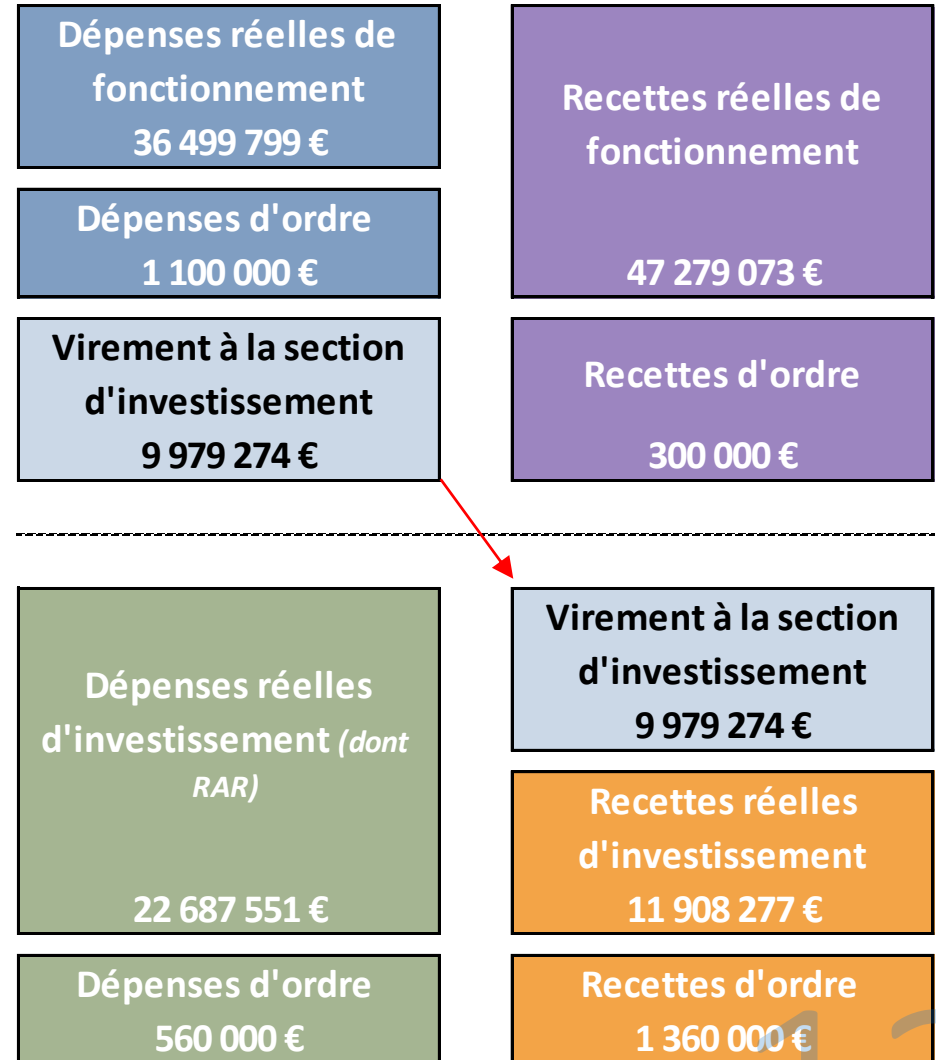 Dépenses réelles de
fonctionnement
36 499 799 €
Recettes réelles de
fonctionnement
47 279 073 €
Dépenses d'ordre
1 100 000 €
Virement à la section
d'investissement
9 979 274 €
Recettes d'ordre
300 000 €
Dépenses réelles
d'investissement (dont
RAR)
22 687 551 €
Virement à la section
d'investissement
9 979 274 €
Recettes réelles
d'investissement
11 908 277 €
Dépenses d'ordre
560 000 €
Recettes d'ordre
1 360 000 €